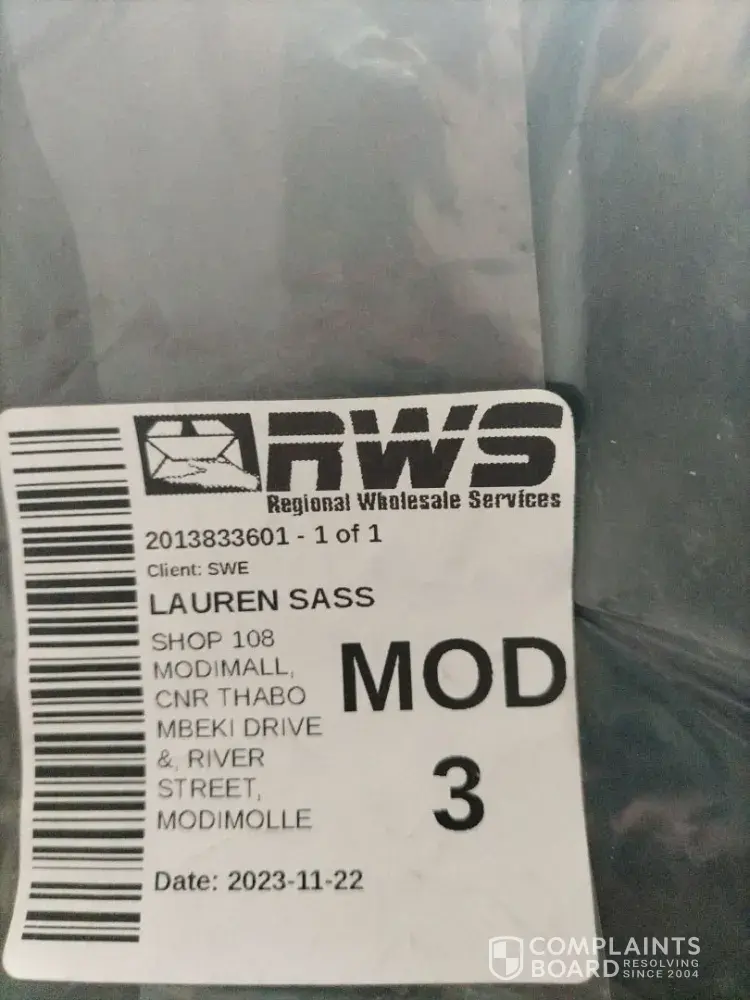 RWS
Regional Wholesale Services
2013833601 - 1 of 1
Client: SWE
LAUREN SASS
SHOP 108
MODIMALL,
CNR THABO
MBEKI DRIVE
&, RIVER
STREET,
MODIMOLLE
MOD
3
Date: 2023-11-22
COMPLAINTS
BOARD RESOLVING
SINCE 2004